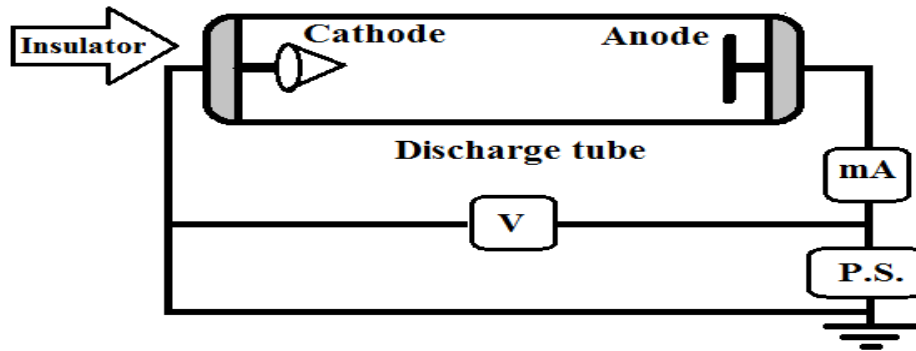 Insulator
Cathode
Anode
Discharge tube
mA
V
P.S.